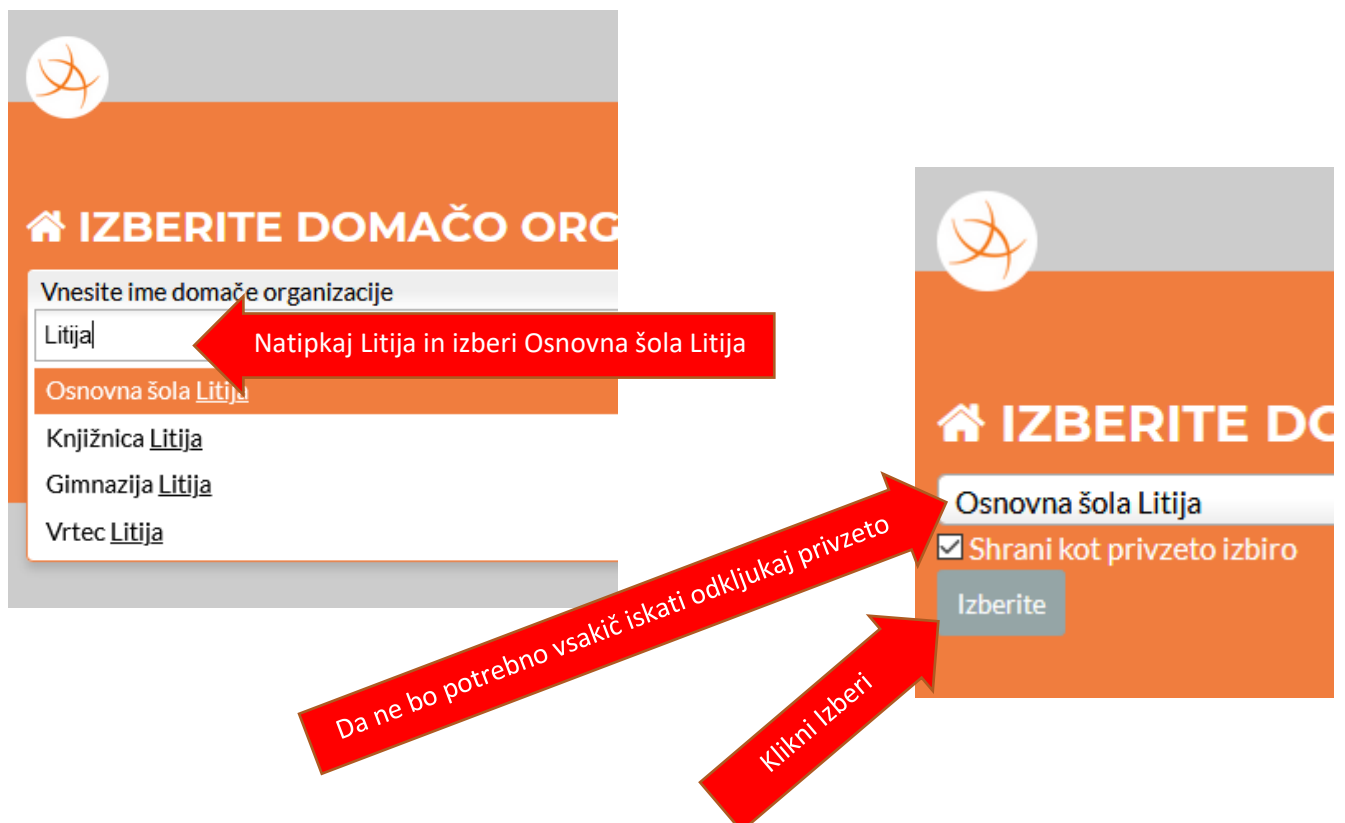 IZBERITE DOMAČO ORG
Vnesite ime domače organizacije
Litija
Natipkaj Litija in izberi Osnovna šola Litija
Osnovna šola Litija
Knjižnica Litija
Gimnazija Litija
Vrtec Litija
IZBERITE DO
Osnovna šola Litija
Shrani kot privzeto izbiro
Izberite
Da ne bo potrebno vsakič iskati odkljukaj privzeto
Klikni Izberi